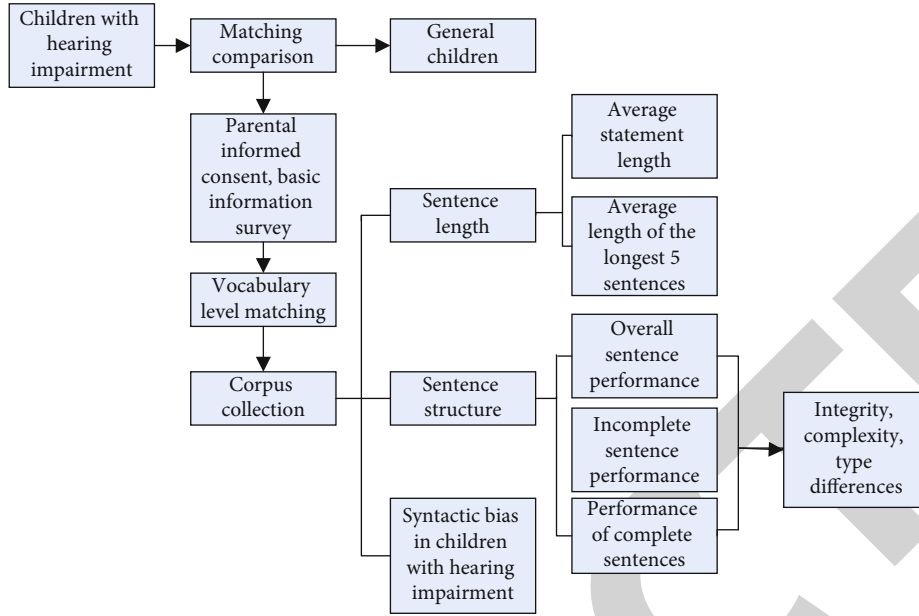 Children with
hearing
impairment
Matching
comparison
General
children
Parental
informed
consent, basic
information
survey
Vocabulary
level matching
Corpus
collection
Sentence
length
Average
statement
length
Average
length of the
longest 5
sentences
Sentence
structure
Overall
sentence
performance
Incomplete
sentence
performance
Performance
of complete
sentences
Integrity,
complexity,
type
differences
Syntactic bias
in children
with hearing
impairment